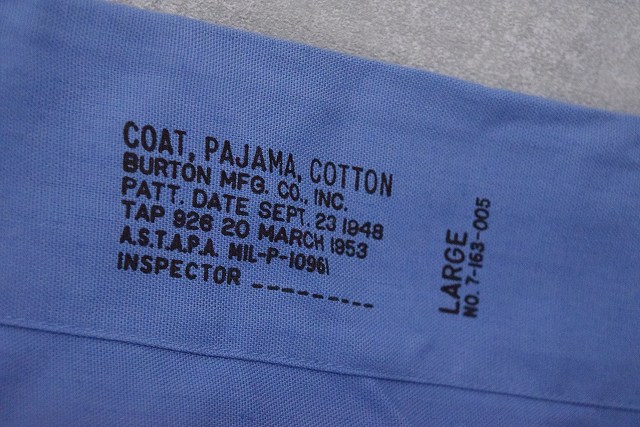 COAT, PAJAMA, COTTON
BURTON MFG. CO., INC.
PATT. DATE SEPT. 23 1948
TAP 926 20 MARCH 1953
A.S.T.A.P.A. MIL-P-10961
INSPECTOR ----------
LARGE
NO. 7-163-005